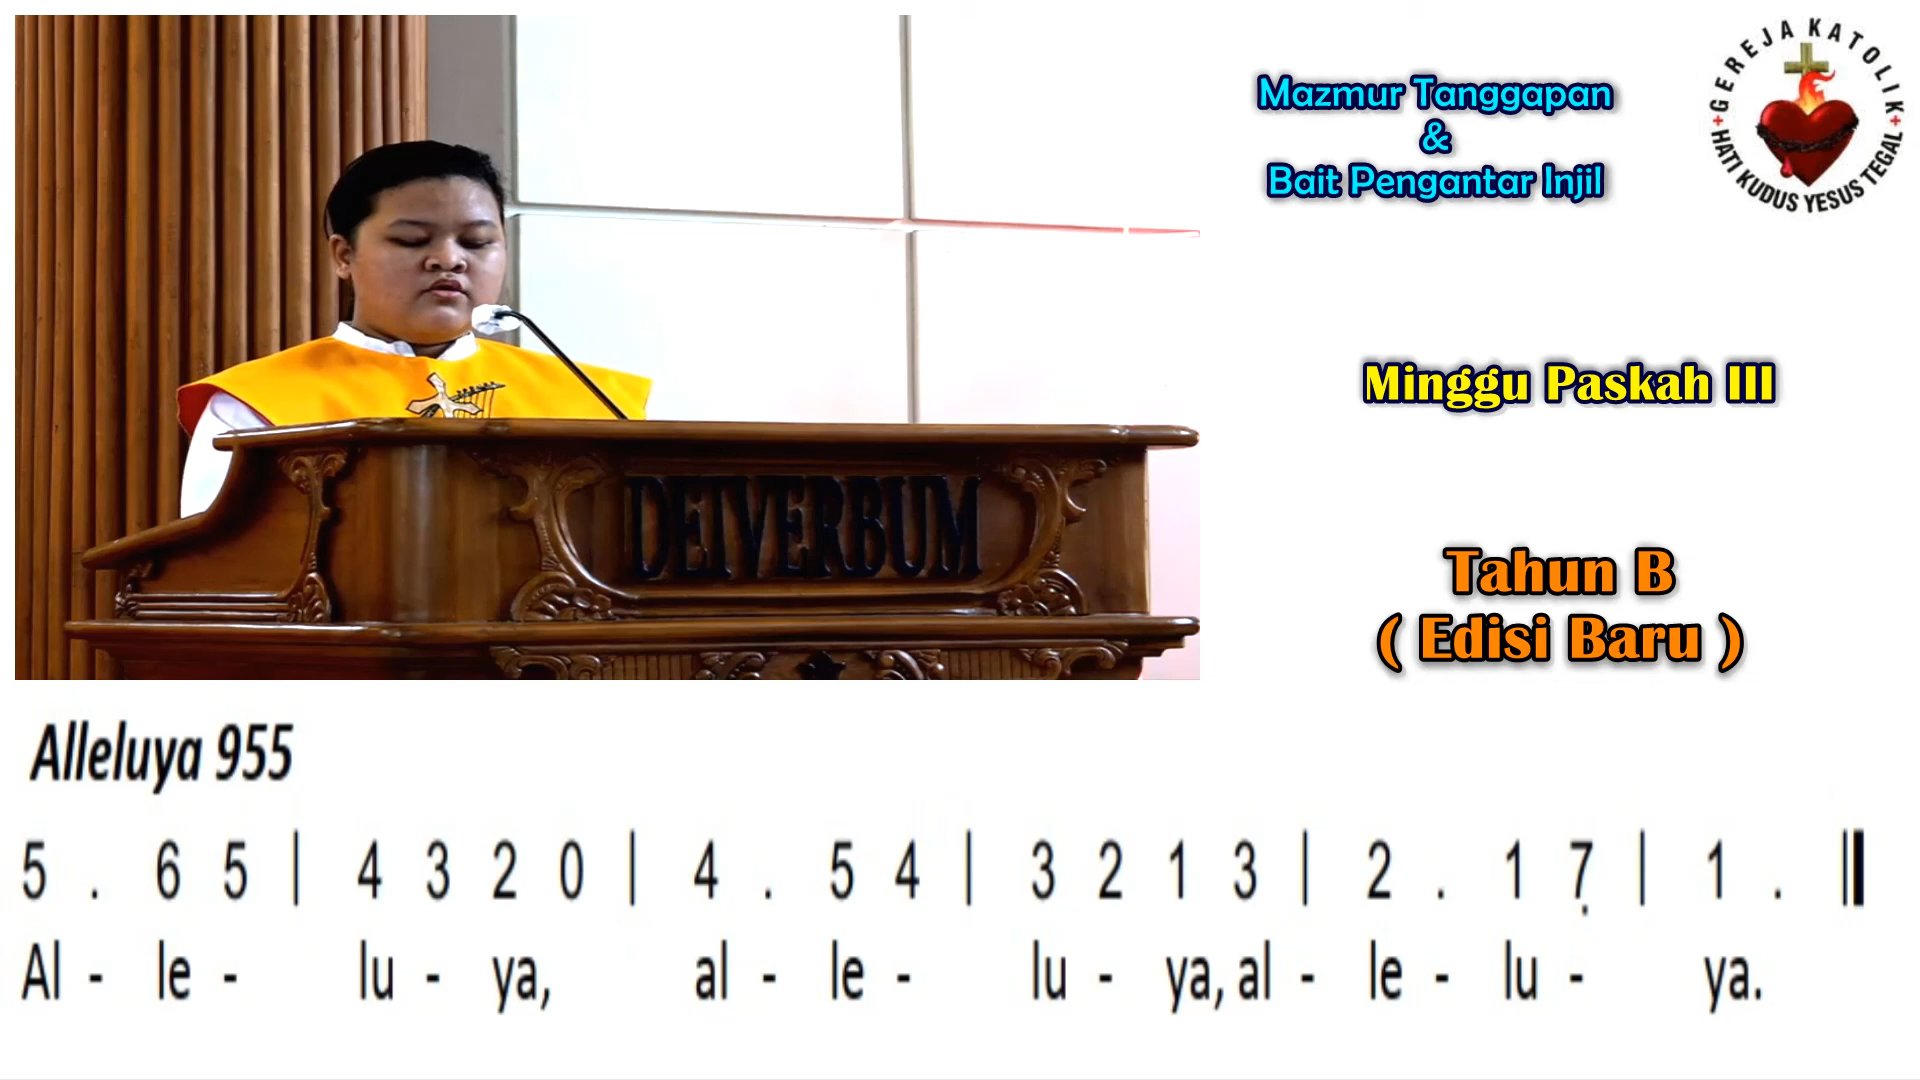 Mazmur Tanggapan
&
Bait Pengantar Injil
GEREJA KATOLIK
HATI KUDUS YESUS TEGAL
Minggu Paskah III
DEIVERBUM
Tahun B
( Edisi Baru )
Alleluya 955
5 . 6 5 | 4 3 2 0 | 4 . 5 4 | 3 2 1 3 | 2 . 1 7̣ | 1 . ||
Al - le - lu - ya, al - le - lu - ya, al - le - lu - ya.